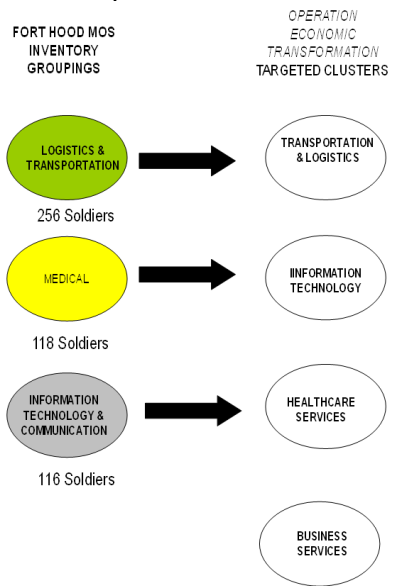 FORT HOOD MOS
INVENTORY
GROUPINGS
OPERATION
ECONOMIC
TRANSFORMATION
TARGETED CLUSTERS
LOGISTICS &
TRANSPORTATION
256 Soldiers
TRANSPORTATION
& LOGISTICS
MEDICAL
118 Soldiers
IINFORMATION
TECHNOLOGY
INFORMATION
TECHNOLOGY &
COMMUNICATION
116 Soldiers
HEALTHCARE
SERVICES
BUSINESS
SERVICES